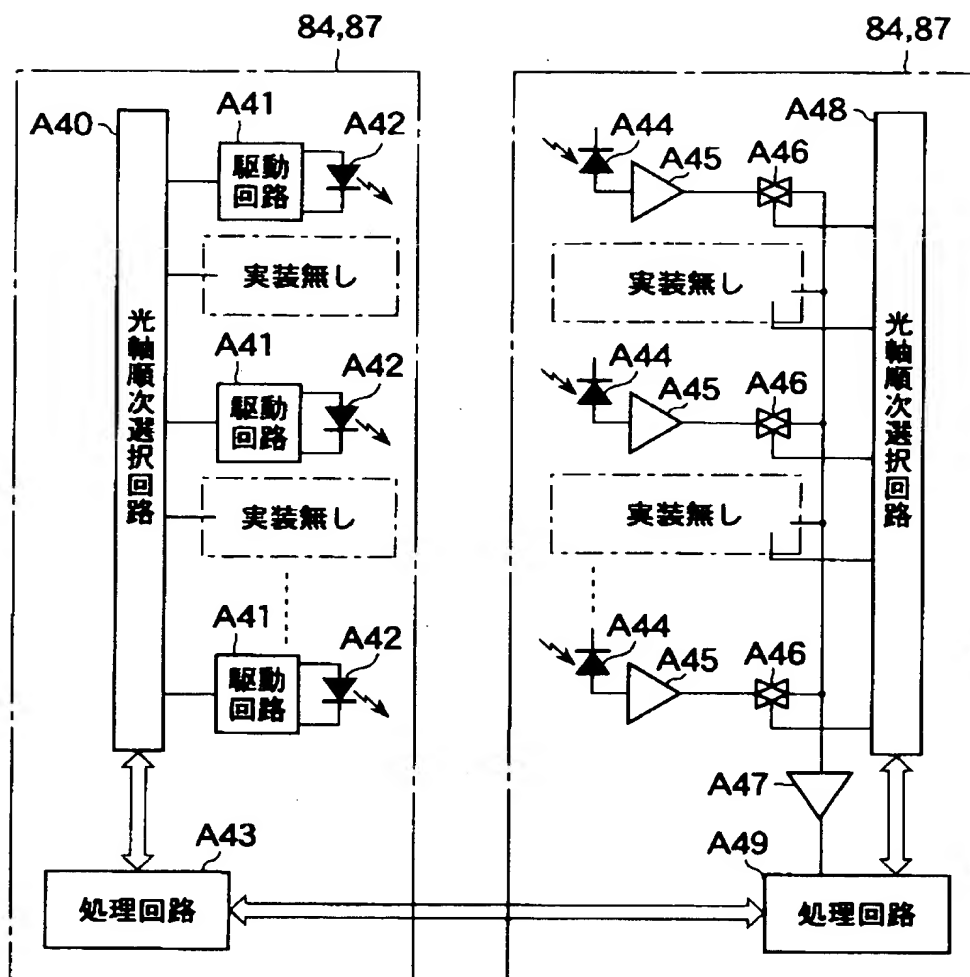 84,87
A40
A41
A42
駆動
回路
実装無し
A41
A42
駆動
回路
実装無し
A41
A42
駆動
回路
光軸順次選択回路
A43
処理回路
84,87
A44
A45
A46
A48
実装無し
A44
A45
A46
実装無し
A44
A45
A46
光軸順次選択回路
A47
A49
処理回路